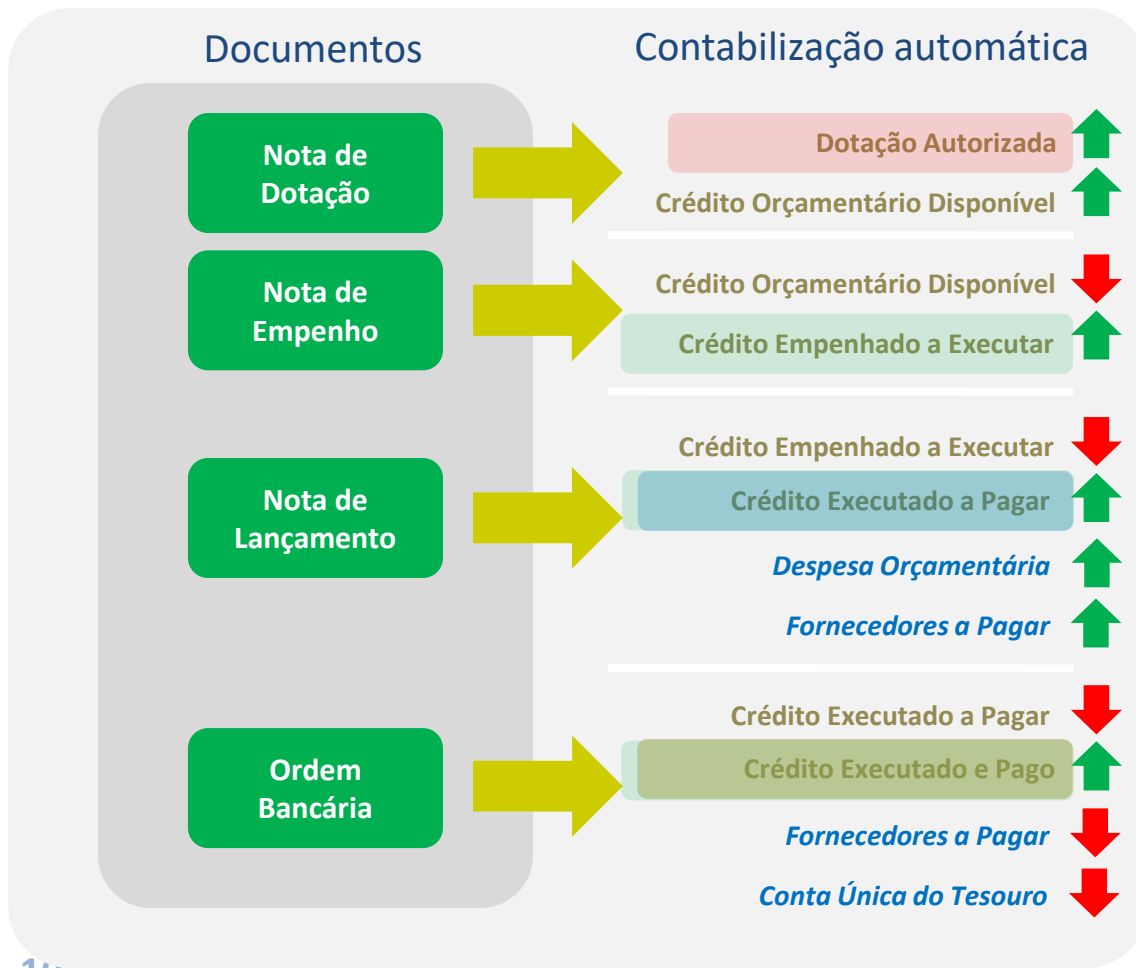 Documentos
Contabilização automática
Nota de
Dotação
Dotação Autorizada
Crédito Orçamentário Disponível
Nota de
Empenho
Crédito Orçamentário Disponível
Crédito Empenhado a Executar
Nota de
Lançamento
Crédito Empenhado a Executar
Crédito Executado a Pagar
Despesa Orçamentária
Fornecedores a Pagar
Ordem
Bancária
Crédito Executado a Pagar
Crédito Executado e Pago
Fornecedores a Pagar
Conta Única do Tesouro